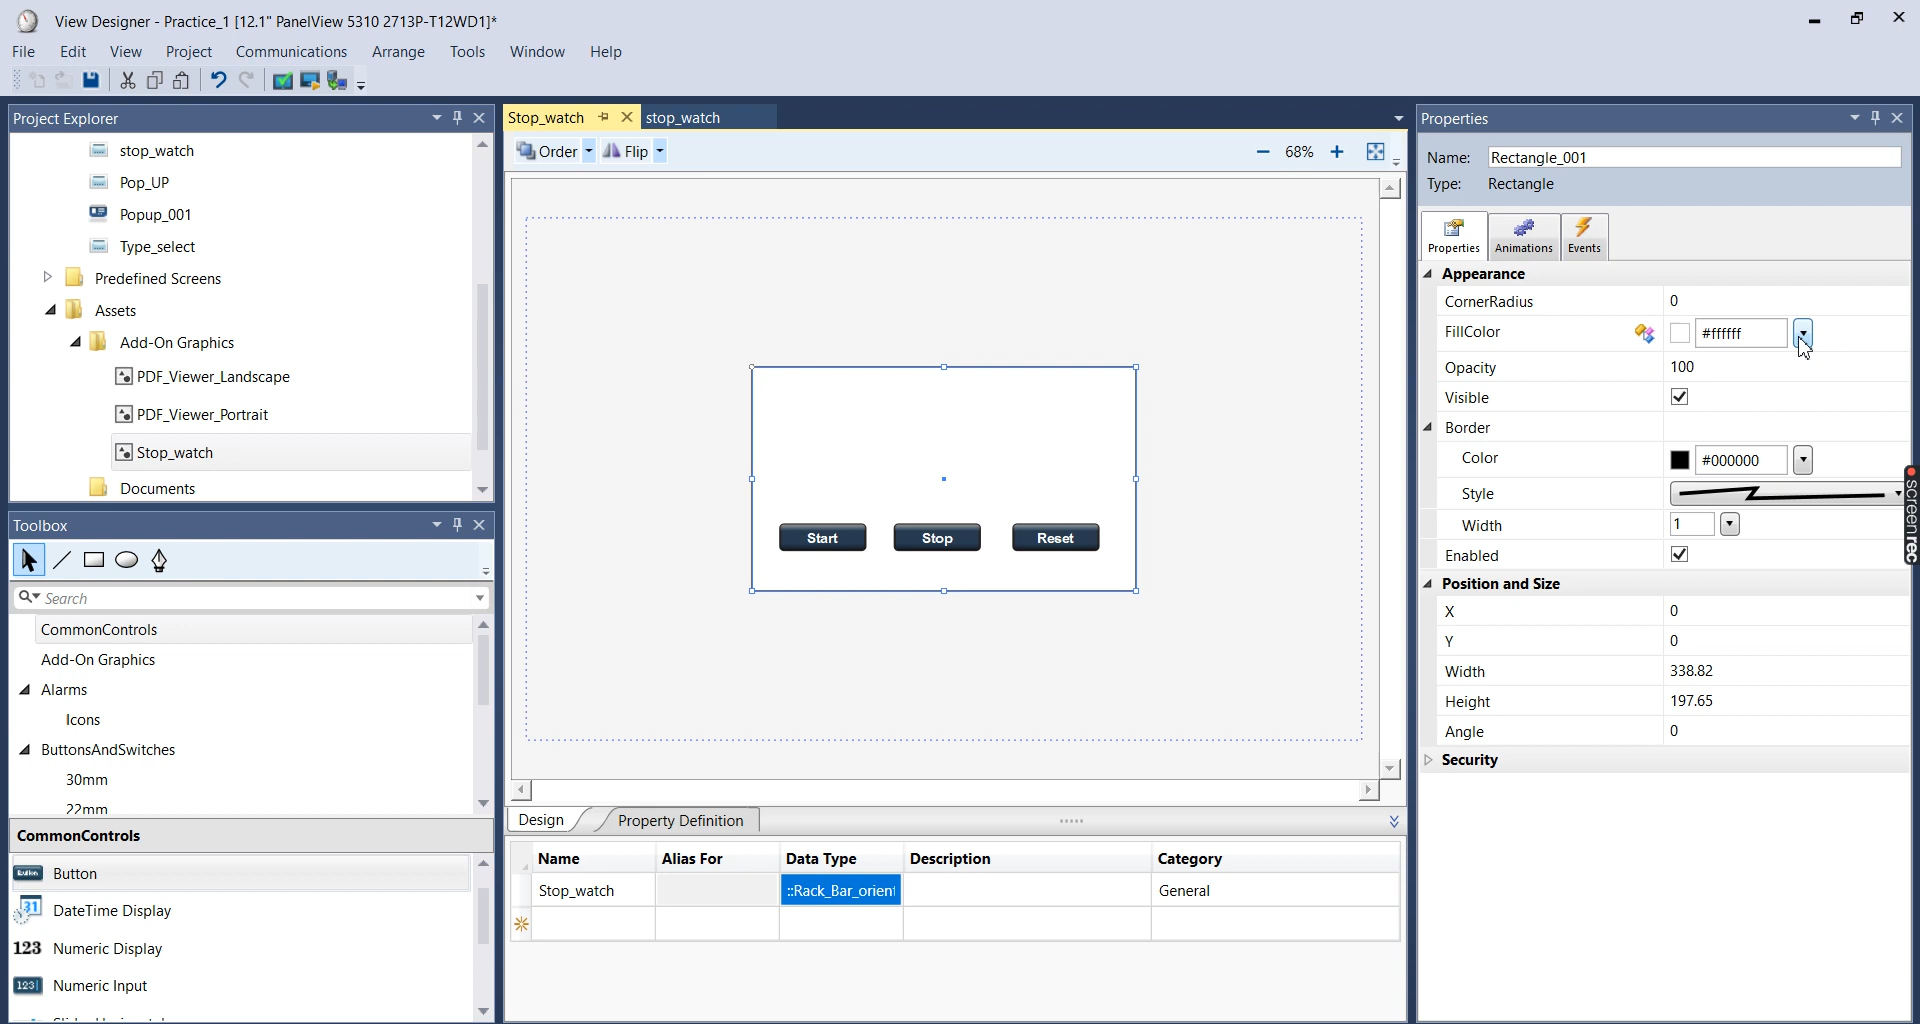 View Designer - Practice_1 [12.1" PanelView 5310 2713P-T12WD1]*
File Edit View Project Communications Arrange Tools Window Help
Project Explorer
stop_watch
Pop_UP
Popup_001
Type_select
Predefined Screens
Assets
Add-On Graphics
PDF_Viewer_Landscape
PDF_Viewer_Portrait
Stop_watch
Documents
Toolbox
Search
CommonControls
Add-On Graphics
Alarms
Icons
ButtonsAndSwitches
30mm
22mm
CommonControls
Button Button
31 DateTime Display
123 Numeric Display
123 Numeric Input
Stop_watch stop_watch
Order Flip 68%
Start Stop Reset
Design Property Definition
Name Alias For Data Type Description Category
Stop_watch ::Rack_Bar_orient General
Properties
Name: Rectangle_001
Type: Rectangle
Properties Animations Events
Appearance
CornerRadius 0
FillColor #ffffff
Opacity 100
Visible
Border
Color #000000
Style
Width 1
Enabled
Position and Size
X 0
Y 0
Width 338.82
Height 197.65
Angle 0
Security
screenrec